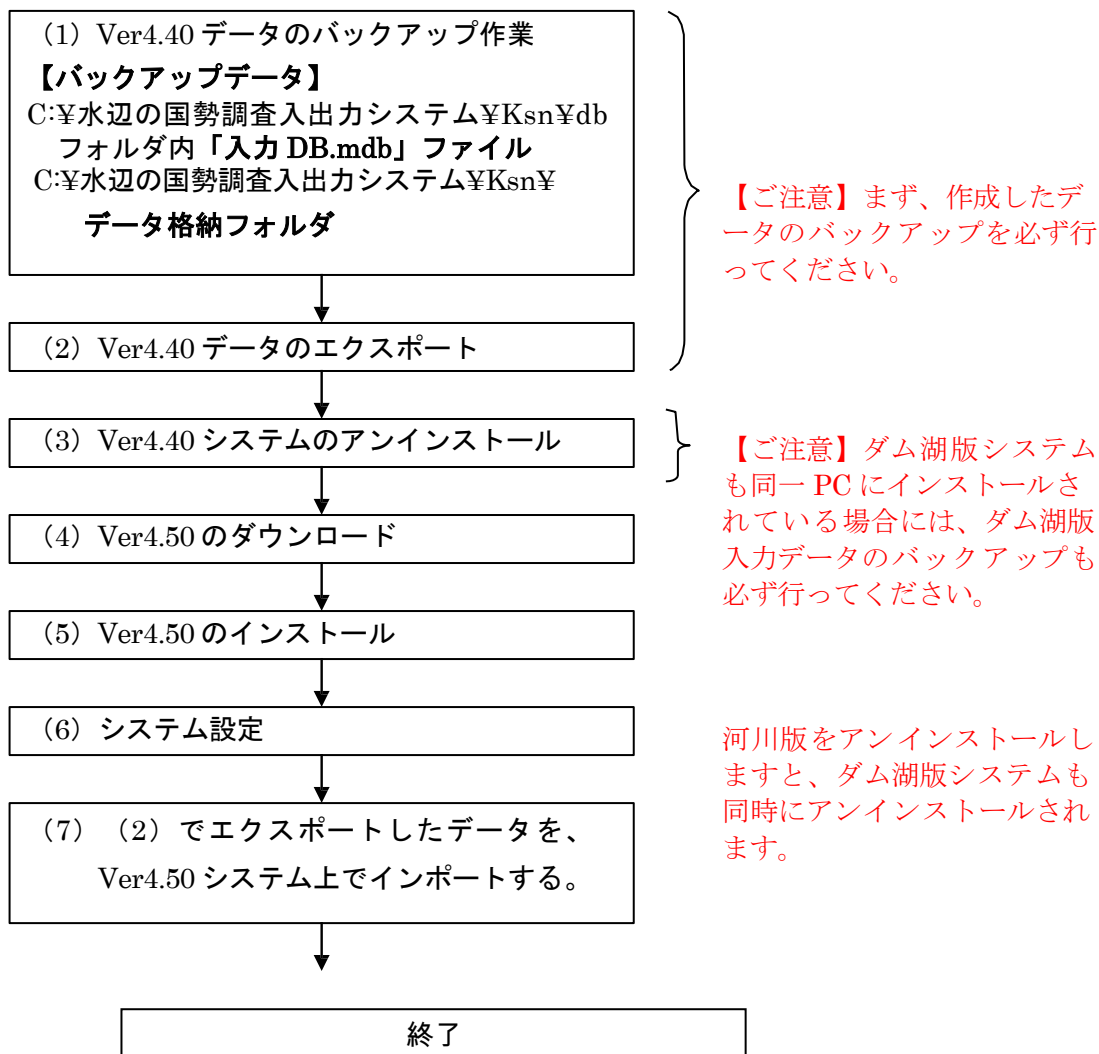 （1）Ver4.40 データのバックアップ作業
【バックアップデータ】
C:¥水辺の国勢調査入出力システム¥Ksn¥db
フォルダ内「入力 DB.mdb」ファイル
C:¥水辺の国勢調査入出力システム¥Ksn¥
データ格納フォルダ
（2）Ver4.40 データのエクスポート
【ご注意】まず、作成したデ
ータのバックアップを必ず行
ってください。
（3）Ver4.40 システムのアンインストール
【ご注意】ダム湖版システム
も同一 PC にインストールさ
れている場合には、ダム湖版
入力データのバックアップも
必ず行ってください。
（4）Ver4.50 のダウンロード
（5）Ver4.50 のインストール
（6）システム設定
河川版をアンインストールし
ますと、ダム湖版システムも
同時にアンインストールされ
ます。
（7）（2）でエクスポートしたデータを、
Ver4.50 システム上でインポートする。
終了